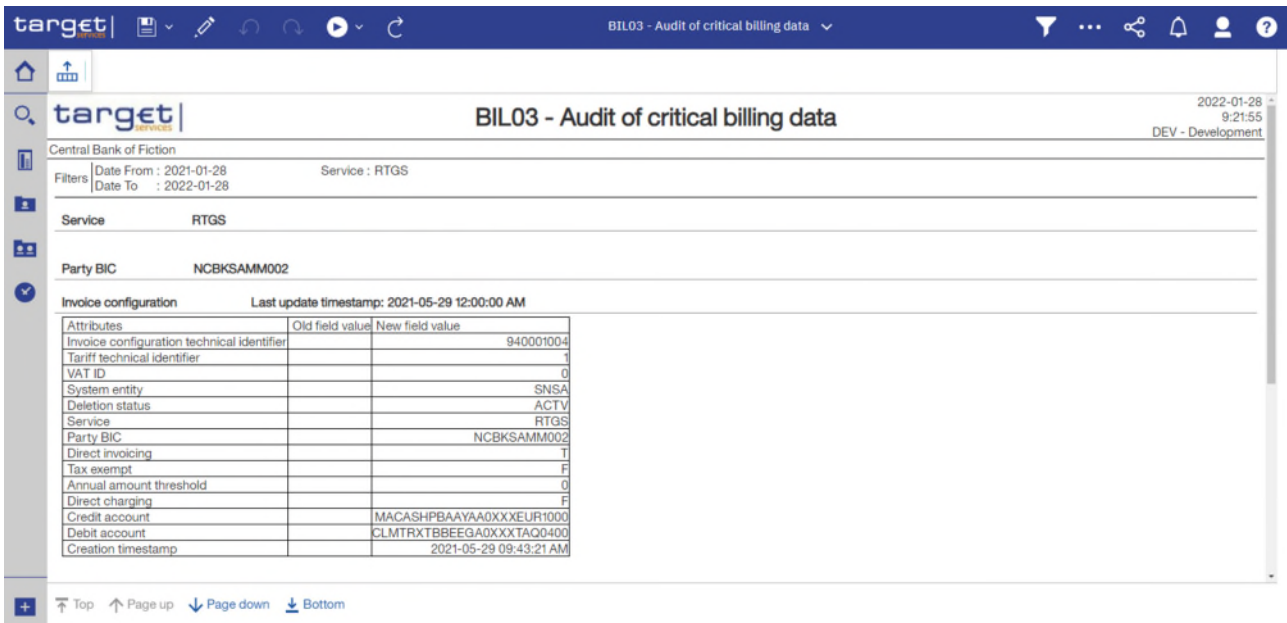 target| services
BIL03 - Audit of critical billing data
target| services
BIL03 - Audit of critical billing data
2022-01-28
9:21:55
DEV - Development
Central Bank of Fiction
Filters Date From : 2021-01-28 Service : RTGS
Date To : 2022-01-28
Service RTGS
Party BIC NCBKSAMM002
Invoice configuration Last update timestamp: 2021-05-29 12:00:00 AM
Attributes Old field value New field value
Invoice configuration technical identifier 940001004
Tariff technical identifier 1
VAT ID 0
System entity SNSA
Deletion status ACTV
Service RTGS
Party BIC NCBKSAMM002
Direct invoicing T
Tax exempt F
Annual amount threshold 0
Direct charging F
Credit account MACASHPBAAYAA0XXXEUR1000
Debit account CLMTRXTBBEEGA0XXXTAQ0400
Creation timestamp 2021-05-29 09:43:21 AM
Top Page up Page down Bottom